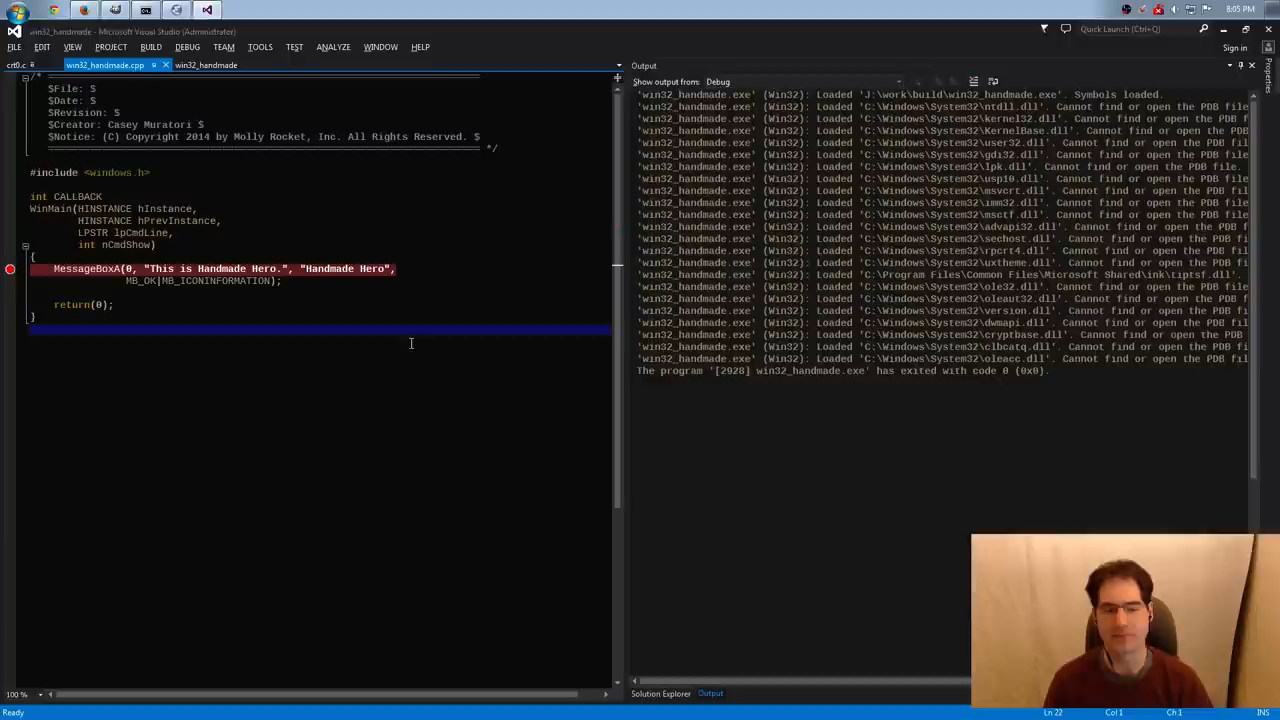 8:05 PM
win32_handmade - Microsoft Visual Studio (Administrator)
Quick Launch (Ctrl+Q)
FILE EDIT VIEW PROJECT BUILD DEBUG TEAM TOOLS TEST ANALYZE WINDOW HELP
Sign in
crt0.c win32_handmade.cpp win32_handmade
/* ========================================================================
$File: $
$Date: $
$Revision: $
$Creator: Casey Muratori $
$Notice: (C) Copyright 2014 by Molly Rocket, Inc. All Rights Reserved. $
======================================================================== */
#include <windows.h>
int CALLBACK
WinMain(HINSTANCE hInstance,
HINSTANCE hPrevInstance,
LPSTR lpCmdLine,
int nCmdShow)
{
MessageBoxA(0, "This is Handmade Hero.", "Handmade Hero",
MB_OK|MB_ICONINFORMATION);
return(0);
}
100 %
Output
Show output from: Debug
'win32_handmade.exe' (Win32): Loaded 'J:\work\build\win32_handmade.exe'. Symbols loaded.
'win32_handmade.exe' (Win32): Loaded 'C:\Windows\System32\ntdll.dll'. Cannot find or open the PDB file
'win32_handmade.exe' (Win32): Loaded 'C:\Windows\System32\kernel32.dll'. Cannot find or open the PDB f
'win32_handmade.exe' (Win32): Loaded 'C:\Windows\System32\KernelBase.dll'. Cannot find or open the PDB
'win32_handmade.exe' (Win32): Loaded 'C:\Windows\System32\user32.dll'. Cannot find or open the PDB fil
'win32_handmade.exe' (Win32): Loaded 'C:\Windows\System32\gdi32.dll'. Cannot find or open the PDB file
'win32_handmade.exe' (Win32): Loaded 'C:\Windows\System32\lpk.dll'. Cannot find or open the PDB file.
'win32_handmade.exe' (Win32): Loaded 'C:\Windows\System32\usp10.dll'. Cannot find or open the PDB file
'win32_handmade.exe' (Win32): Loaded 'C:\Windows\System32\msvcrt.dll'. Cannot find or open the PDB fil
'win32_handmade.exe' (Win32): Loaded 'C:\Windows\System32\imm32.dll'. Cannot find or open the PDB file
'win32_handmade.exe' (Win32): Loaded 'C:\Windows\System32\msctf.dll'. Cannot find or open the PDB file
'win32_handmade.exe' (Win32): Loaded 'C:\Windows\System32\advapi32.dll'. Cannot find or open the PDB f
'win32_handmade.exe' (Win32): Loaded 'C:\Windows\System32\sechost.dll'. Cannot find or open the PDB fi
'win32_handmade.exe' (Win32): Loaded 'C:\Windows\System32\rpcrt4.dll'. Cannot find or open the PDB fil
'win32_handmade.exe' (Win32): Loaded 'C:\Windows\System32\uxtheme.dll'. Cannot find or open the PDB fi
'win32_handmade.exe' (Win32): Loaded 'C:\Program Files\Common Files\Microsoft Shared\ink\tiptsf.dll'.
'win32_handmade.exe' (Win32): Loaded 'C:\Windows\System32\ole32.dll'. Cannot find or open the PDB file
'win32_handmade.exe' (Win32): Loaded 'C:\Windows\System32\oleaut32.dll'. Cannot find or open the PDB f
'win32_handmade.exe' (Win32): Loaded 'C:\Windows\System32\version.dll'. Cannot find or open the PDB fi
'win32_handmade.exe' (Win32): Loaded 'C:\Windows\System32\dwmapi.dll'. Cannot find or open the PDB fil
'win32_handmade.exe' (Win32): Loaded 'C:\Windows\System32\cryptbase.dll'. Cannot find or open the PDB
'win32_handmade.exe' (Win32): Loaded 'C:\Windows\System32\clbcatq.dll'. Cannot find or open the PDB fi
'win32_handmade.exe' (Win32): Loaded 'C:\Windows\System32\oleacc.dll'. Cannot find or open the PDB fil
The program '[2928] win32_handmade.exe' has exited with code 0 (0x0).
Properties
Solution Explorer Output
Ready Ln 22 Col 1 Ch 1 INS